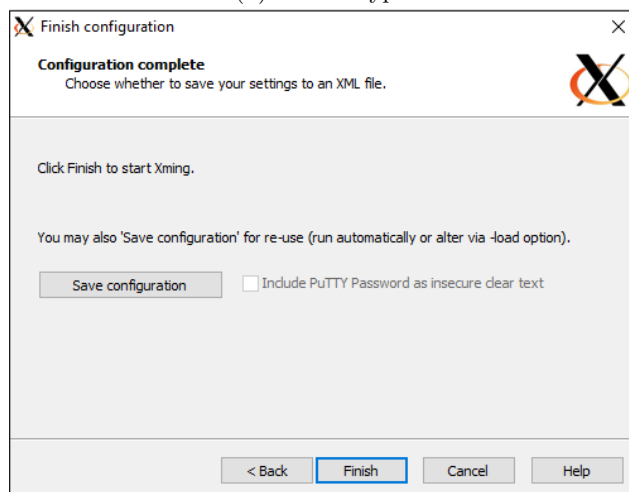 Finish configuration
Configuration complete
Choose whether to save your settings to an XML file.
Click Finish to start Xming.
You may also 'Save configuration' for re-use (run automatically or alter via -load option).
Save configuration
Include PuTTY Password as insecure clear text
< Back
Finish
Cancel
Help